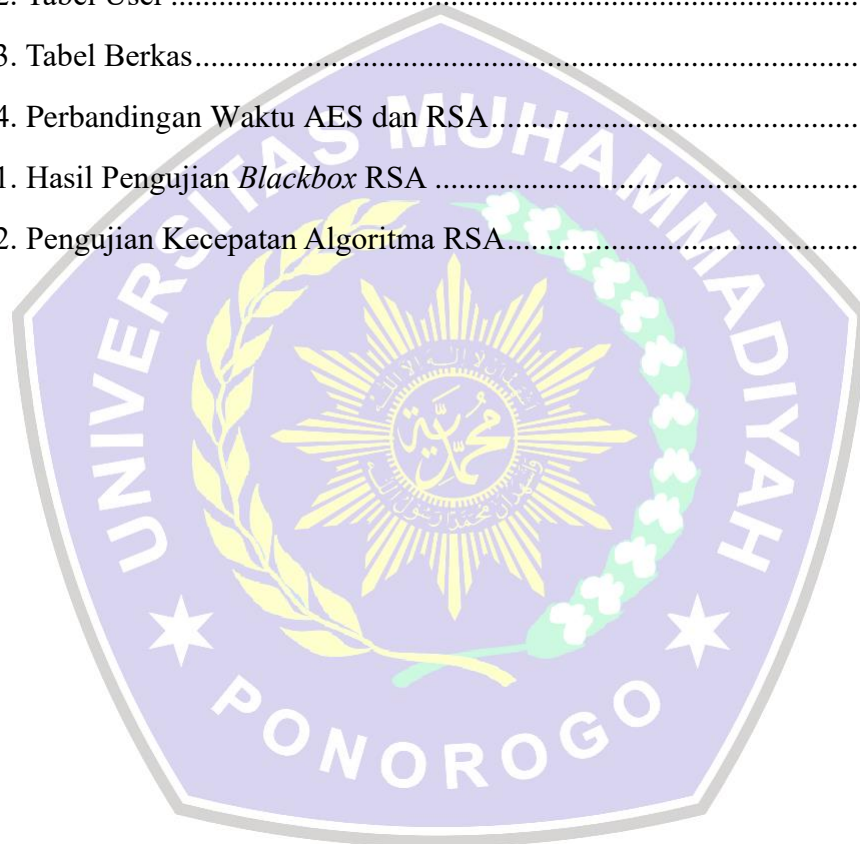 2. Tabel User
3. Tabel Berkas
4. Perbandingan Waktu AES dan RSA
1. Hasil Pengujian Blackbox RSA
2. Pengujian Kecepatan Algoritma RSA
UNIVERSITAS MUHAMMADIYAH
محمدية
PONOROGO